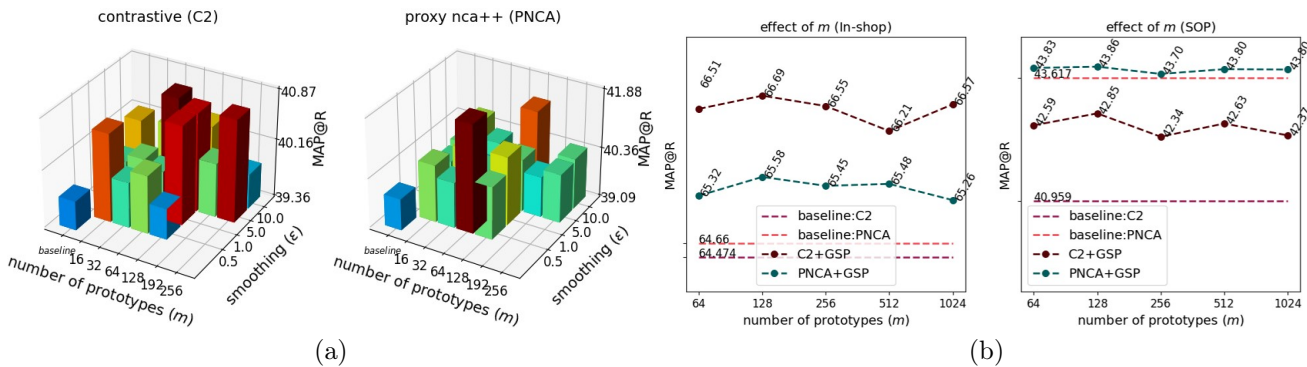 contrastive (C2)
40.87
40.16
39.36
MAP@R
baseline
16 32 64 128 192 256
number of prototypes (m)
0.5 1.0 5.0 10.0
smoothing (ε)
proxy nca++ (PNCA)
41.88
40.36
39.09
MAP@R
baseline
16 32 64 128 192 256
number of prototypes (m)
0.5 1.0 5.0 10.0
smoothing (ε)
(a)
effect of m (In-shop)
MAP@R
66.51 66.69 66.55 66.21 66.57
65.32 65.58 65.45 65.48 65.26
64.66
64.474
baseline:C2
baseline:PNCA
C2+GSP
PNCA+GSP
64 128 256 512 1024
number of prototypes (m)
effect of m (SOP)
MAP@R
43.83 43.86 43.70 43.80 43.80
43.617
42.59 42.85 42.34 42.63 42.37
40.959
baseline:C2
baseline:PNCA
C2+GSP
PNCA+GSP
64 128 256 512 1024
number of prototypes (m)
(b)